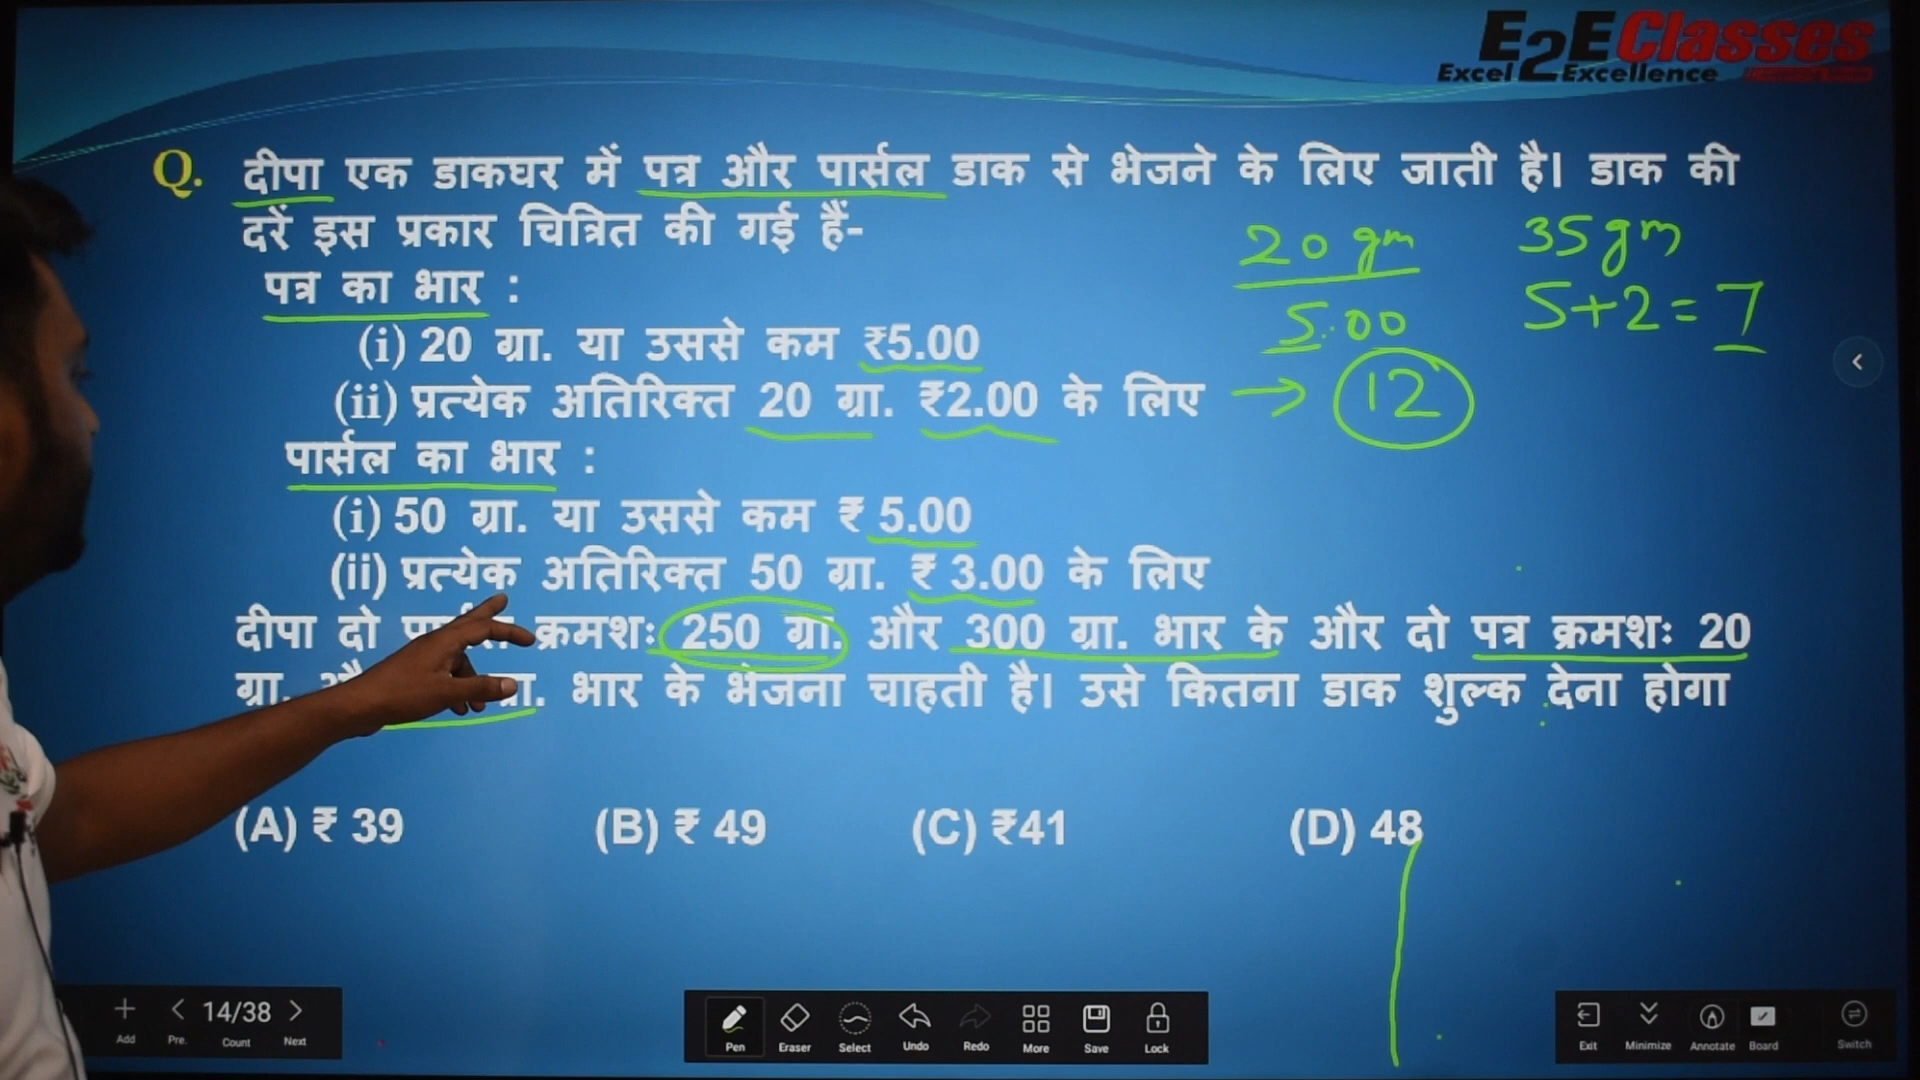 E2E Classes
Excel 2 Excellence
Q. दीपा एक डाकघर में पत्र और पार्सल डाक से भेजने के लिए जाती है। डाक की
दरें इस प्रकार चित्रित की गई हैं-
20 gm
35 gm
पत्र का भार :
5.00
5+2=7
(i) 20 ग्रा. या उससे कम ₹5.00
(ii) प्रत्येक अतिरिक्त 20 ग्रा. ₹2.00 के लिए → 12
पार्सल का भार :
(i) 50 ग्रा. या उससे कम ₹ 5.00
(ii) प्रत्येक अतिरिक्त 50 ग्रा. ₹ 3.00 के लिए
दीपा दो क्रमशः 250 ग्रा. और 300 ग्रा. भार के और दो पत्र क्रमशः 20
ग्रा. भार के भेजना चाहती है। उसे कितना डाक शुल्क देना होगा
(A) ₹ 39 (B) ₹ 49 (C) ₹41 (D) 48
14/38
Add Pre. Count Next
Pen Eraser Select Undo Redo More Save Lock
Exit Minimize Annotate Board Switch